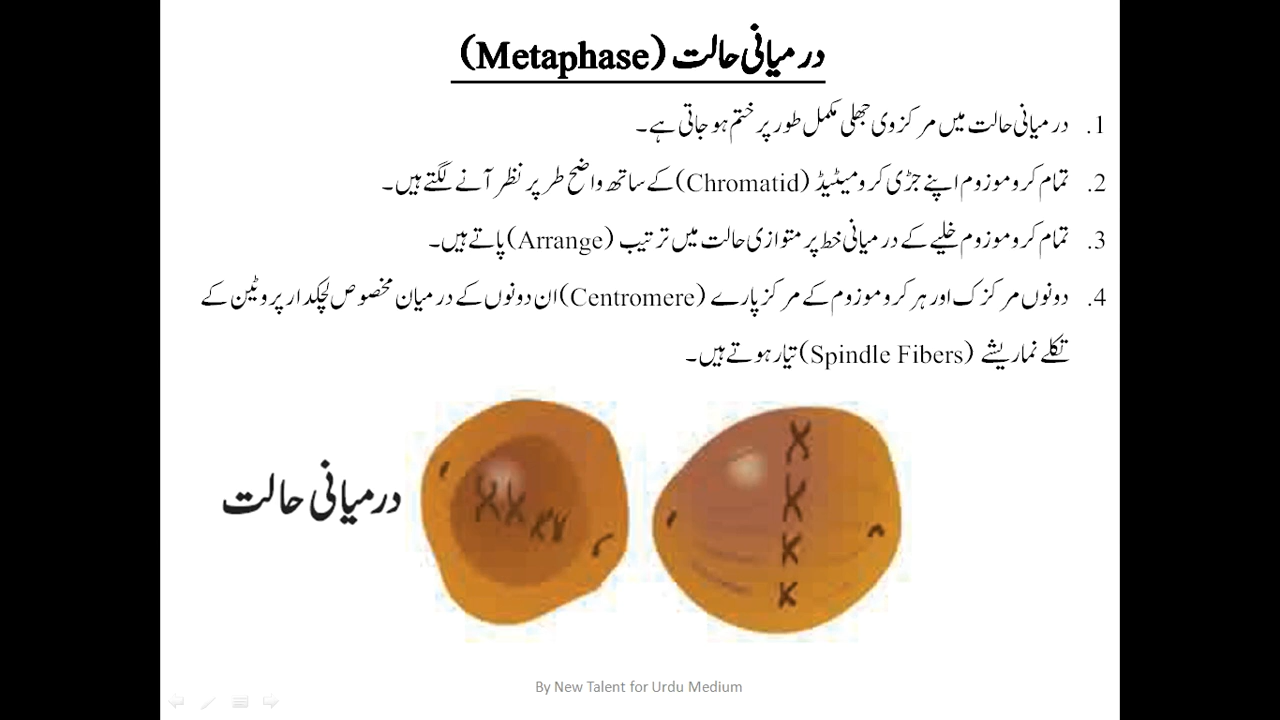 درمیانی حالت (Metaphase)
1. درمیانی حالت میں مرکزوی جھلی مکمل طور پر ختم ہو جاتی ہے۔
2. تمام کروموزوم اپنے جڑی کرومیٹیڈ (Chromatid) کے ساتھ واضح طر پر نظر آنے لگتے ہیں۔
3. تمام کروموزوم خلیے کے درمیانی خط پر متوازی حالت میں ترتیب (Arrange) پاتے ہیں۔
4. دونوں مرکزک اور ہر کروموزوم کے مرکز پارے (Centromere) ان دونوں کے درمیان مخصوص لچکدار پروٹین کے
تکلے نما ریشے (Spindle Fibers) تیار ہوتے ہیں۔
درمیانی حالت
By New Talent for Urdu Medium